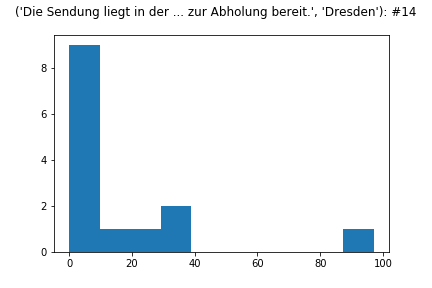 ('Die Sendung liegt in der ... zur Abholung bereit.', 'Dresden'): #14
8
6
4
2
0
0 20 40 60 80 100